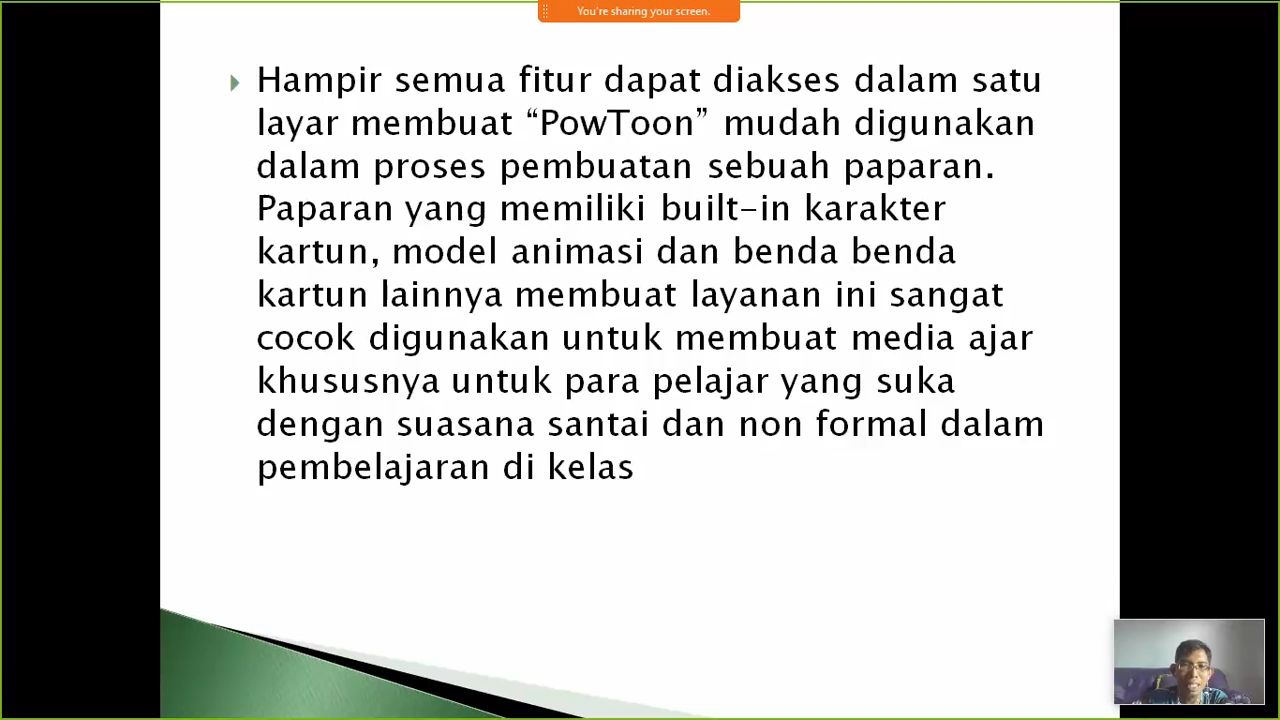 You're sharing your screen.
Hampir semua fitur dapat diakses dalam satu
layar membuat “PowToon” mudah digunakan
dalam proses pembuatan sebuah paparan.
Paparan yang memiliki built-in karakter
kartun, model animasi dan benda benda
kartun lainnya membuat layanan ini sangat
cocok digunakan untuk membuat media ajar
khususnya untuk para pelajar yang suka
dengan suasana santai dan non formal dalam
pembelajaran di kelas